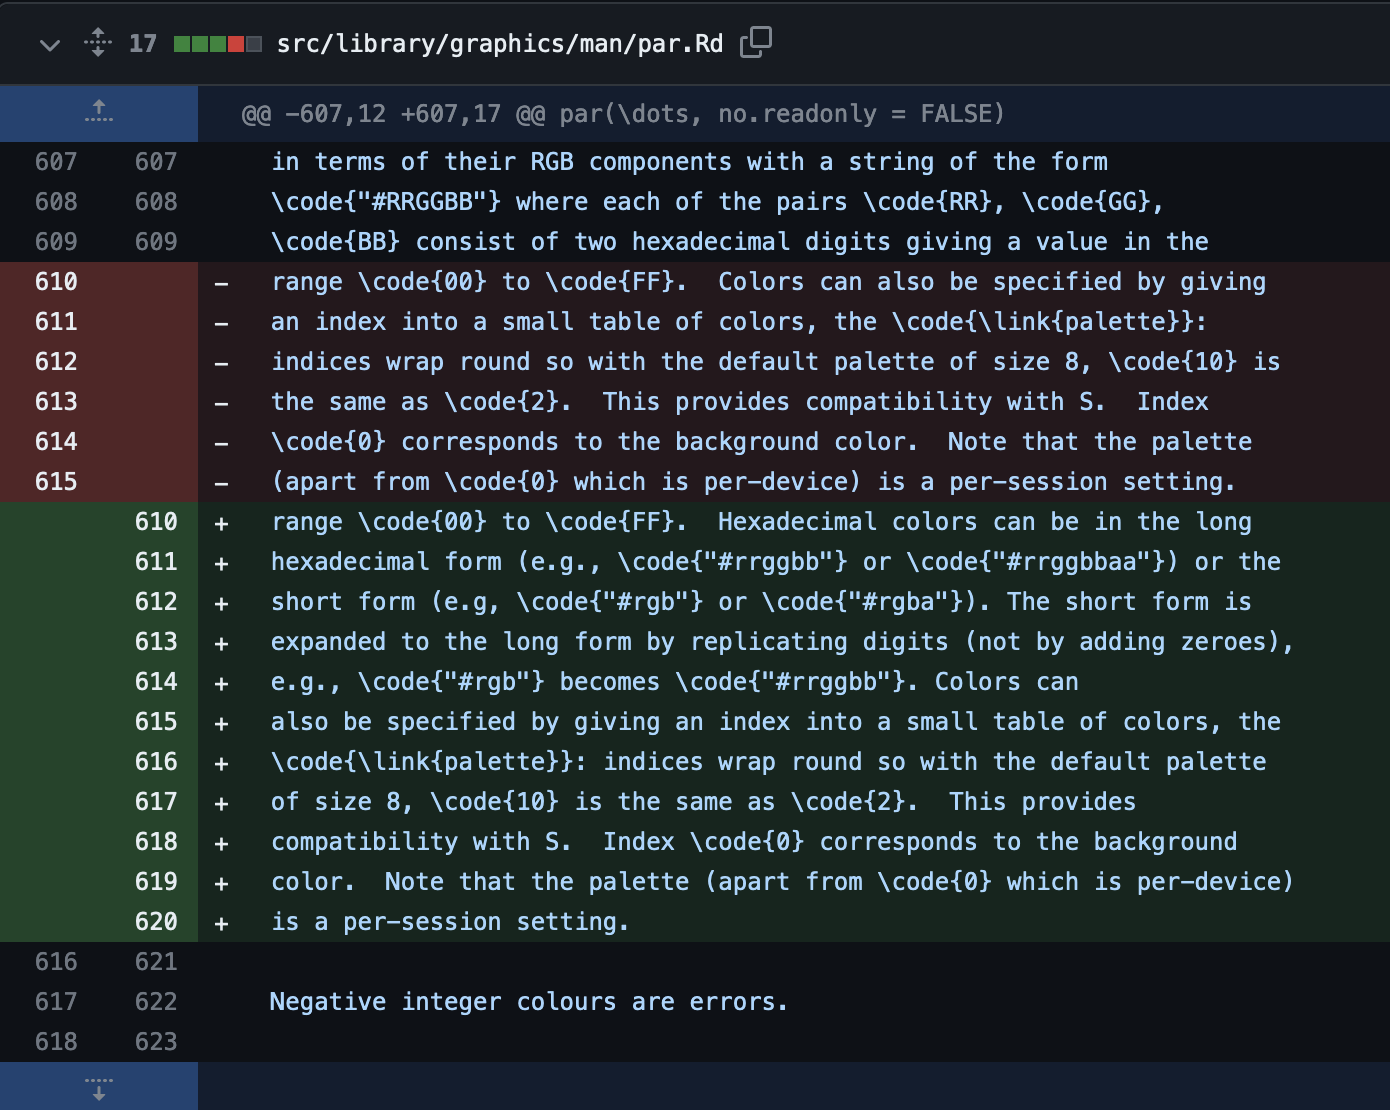 17 src/library/graphics/man/par.Rd
@@ -607,12 +607,17 @@ par(\dots, no.readonly = FALSE)
607 607 in terms of their RGB components with a string of the form
608 608 \code{"#RRGGBB"} where each of the pairs \code{RR}, \code{GG},
609 609 \code{BB} consist of two hexadecimal digits giving a value in the
610 - range \code{00} to \code{FF}.  Colors can also be specified by giving
611 - an index into a small table of colors, the \code{\link{palette}}:
612 - indices wrap round so with the default palette of size 8, \code{10} is
613 - the same as \code{2}.  This provides compatibility with S.  Index
614 - \code{0} corresponds to the background color.  Note that the palette
615 - (apart from \code{0} which is per-device) is a per-session setting.
610 + range \code{00} to \code{FF}.  Hexadecimal colors can be in the long
611 + hexadecimal form (e.g., \code{"#rrggbb"} or \code{"#rrggbbaa"}) or the
612 + short form (e.g, \code{"#rgb"} or \code{"#rgba"}). The short form is
613 + expanded to the long form by replicating digits (not by adding zeroes),
614 + e.g., \code{"#rgb"} becomes \code{"#rrggbb"}. Colors can
615 + also be specified by giving an index into a small table of colors, the
616 + \code{\link{palette}}: indices wrap round so with the default palette
617 + of size 8, \code{10} is the same as \code{2}.  This provides
618 + compatibility with S.  Index \code{0} corresponds to the background
619 + color.  Note that the palette (apart from \code{0} which is per-device)
620 + is a per-session setting.
616 621
617 622 Negative integer colours are errors.
618 623